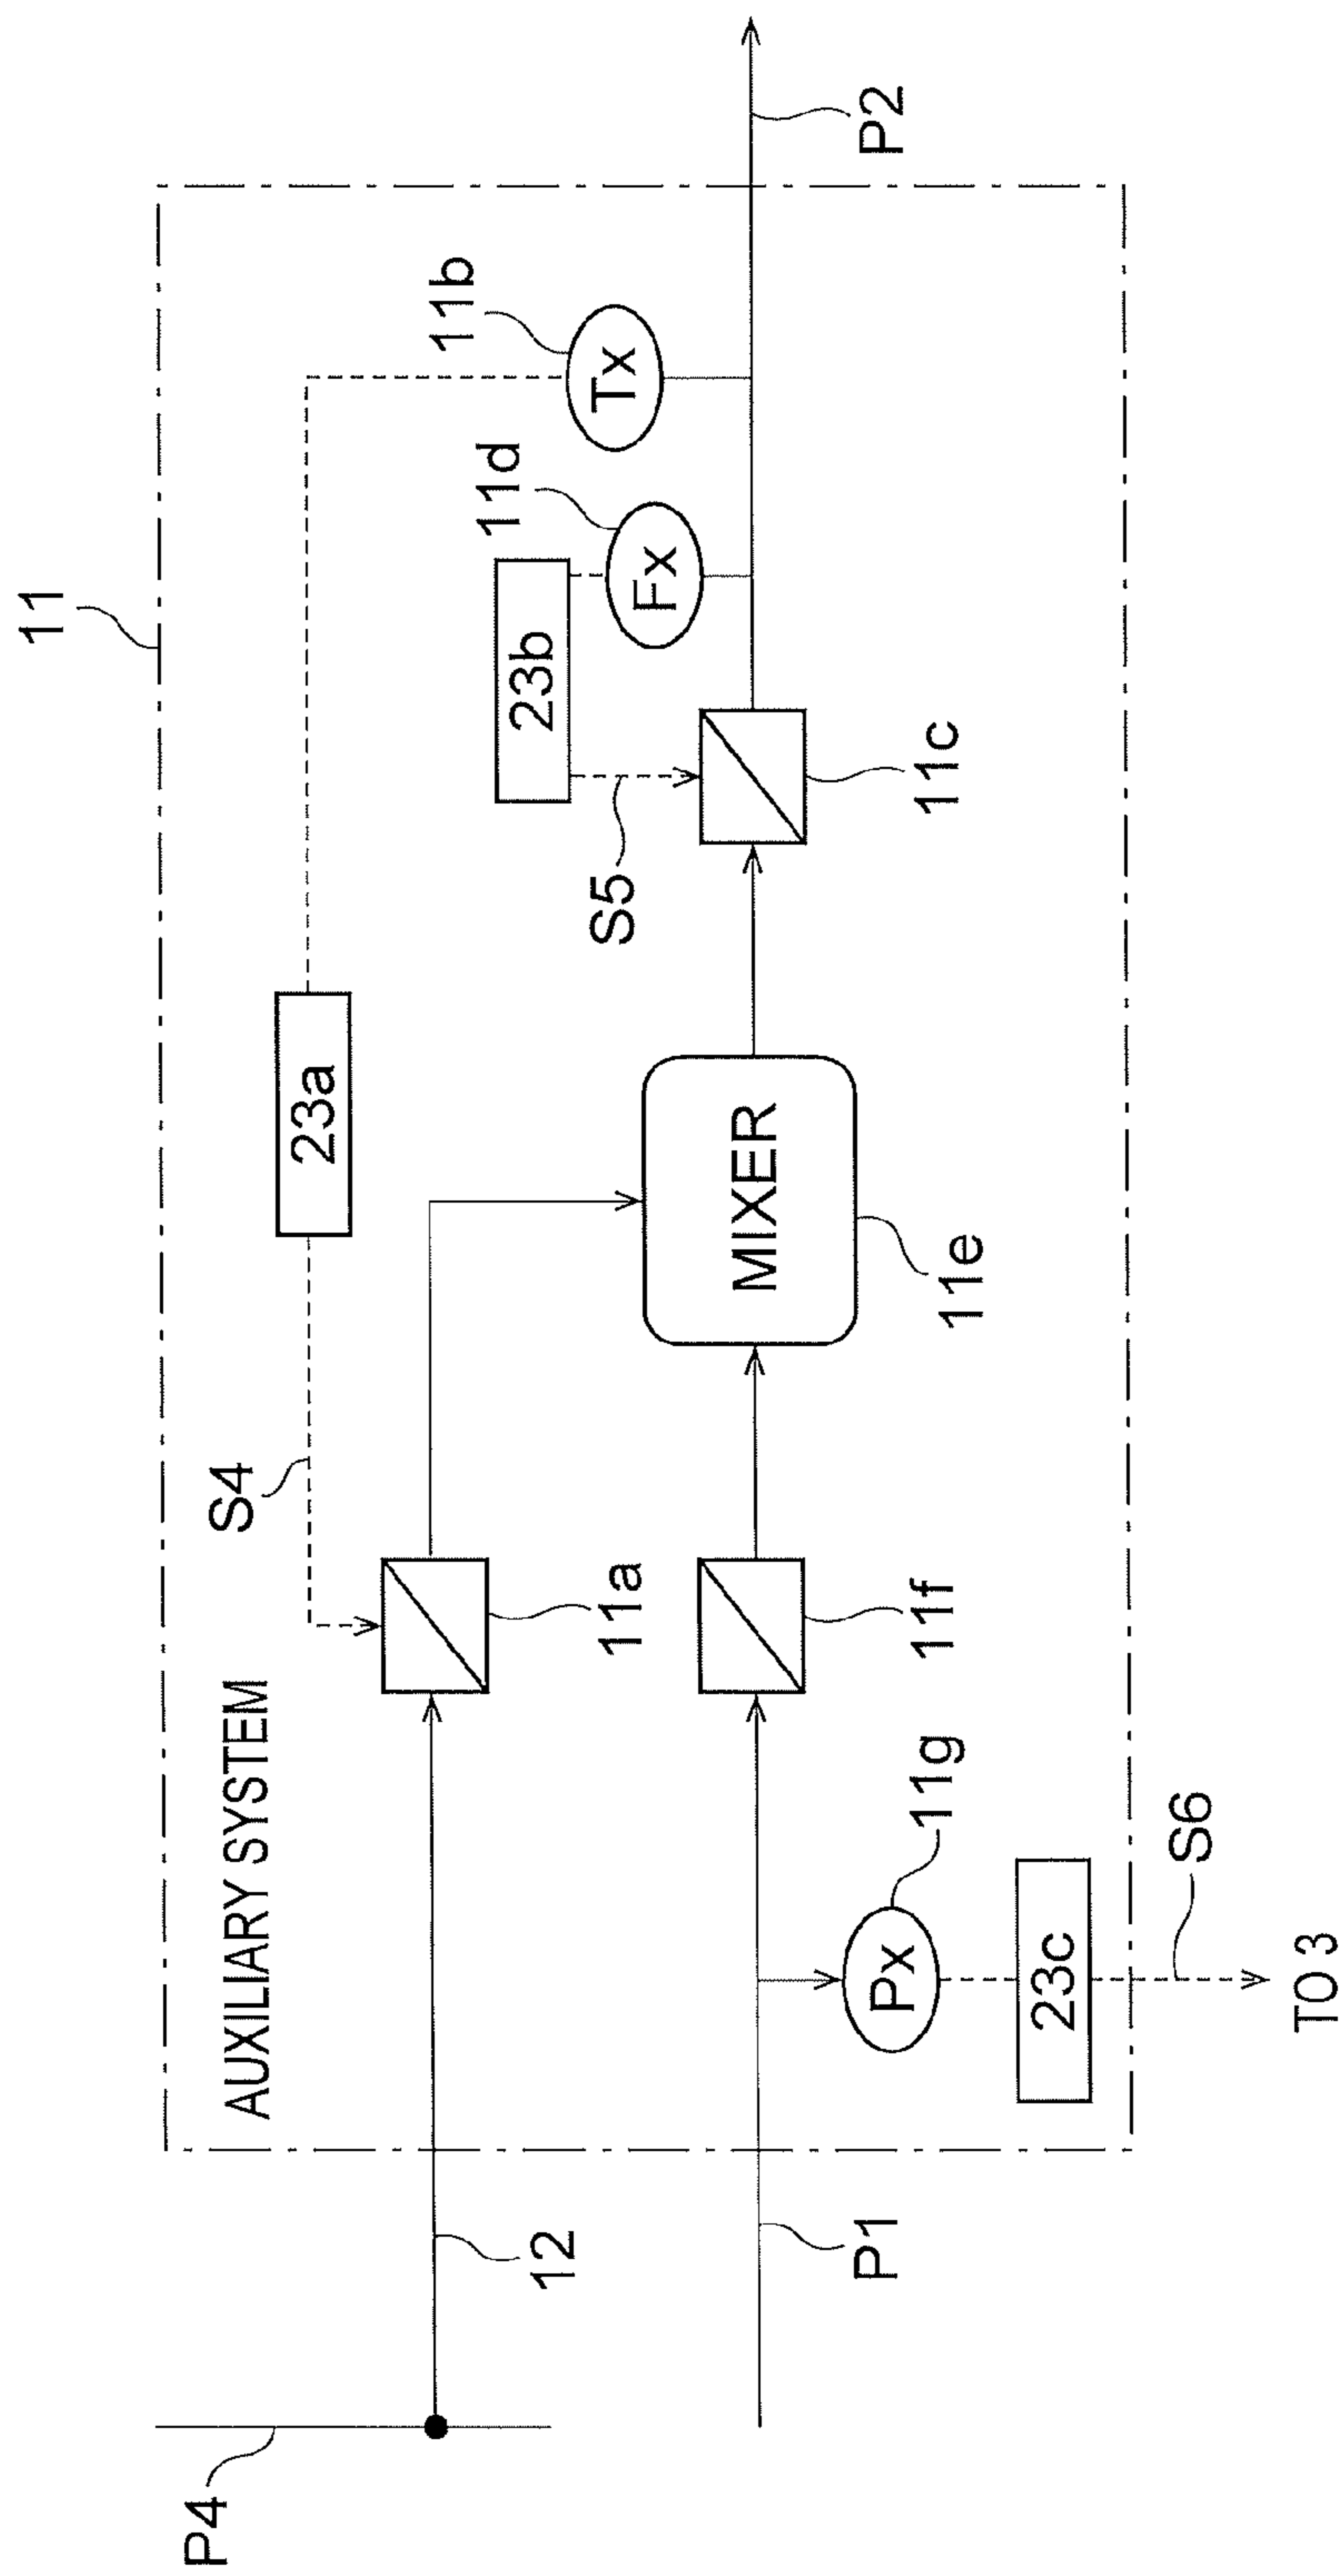 11
AUXILIARY SYSTEM
S4
23a
11b
Tx
11d
Fx
23b
S5
P4
12
11a
MIXER
11e
11c
P2
P1
11f
11g
Px
23c
S6
TO 3